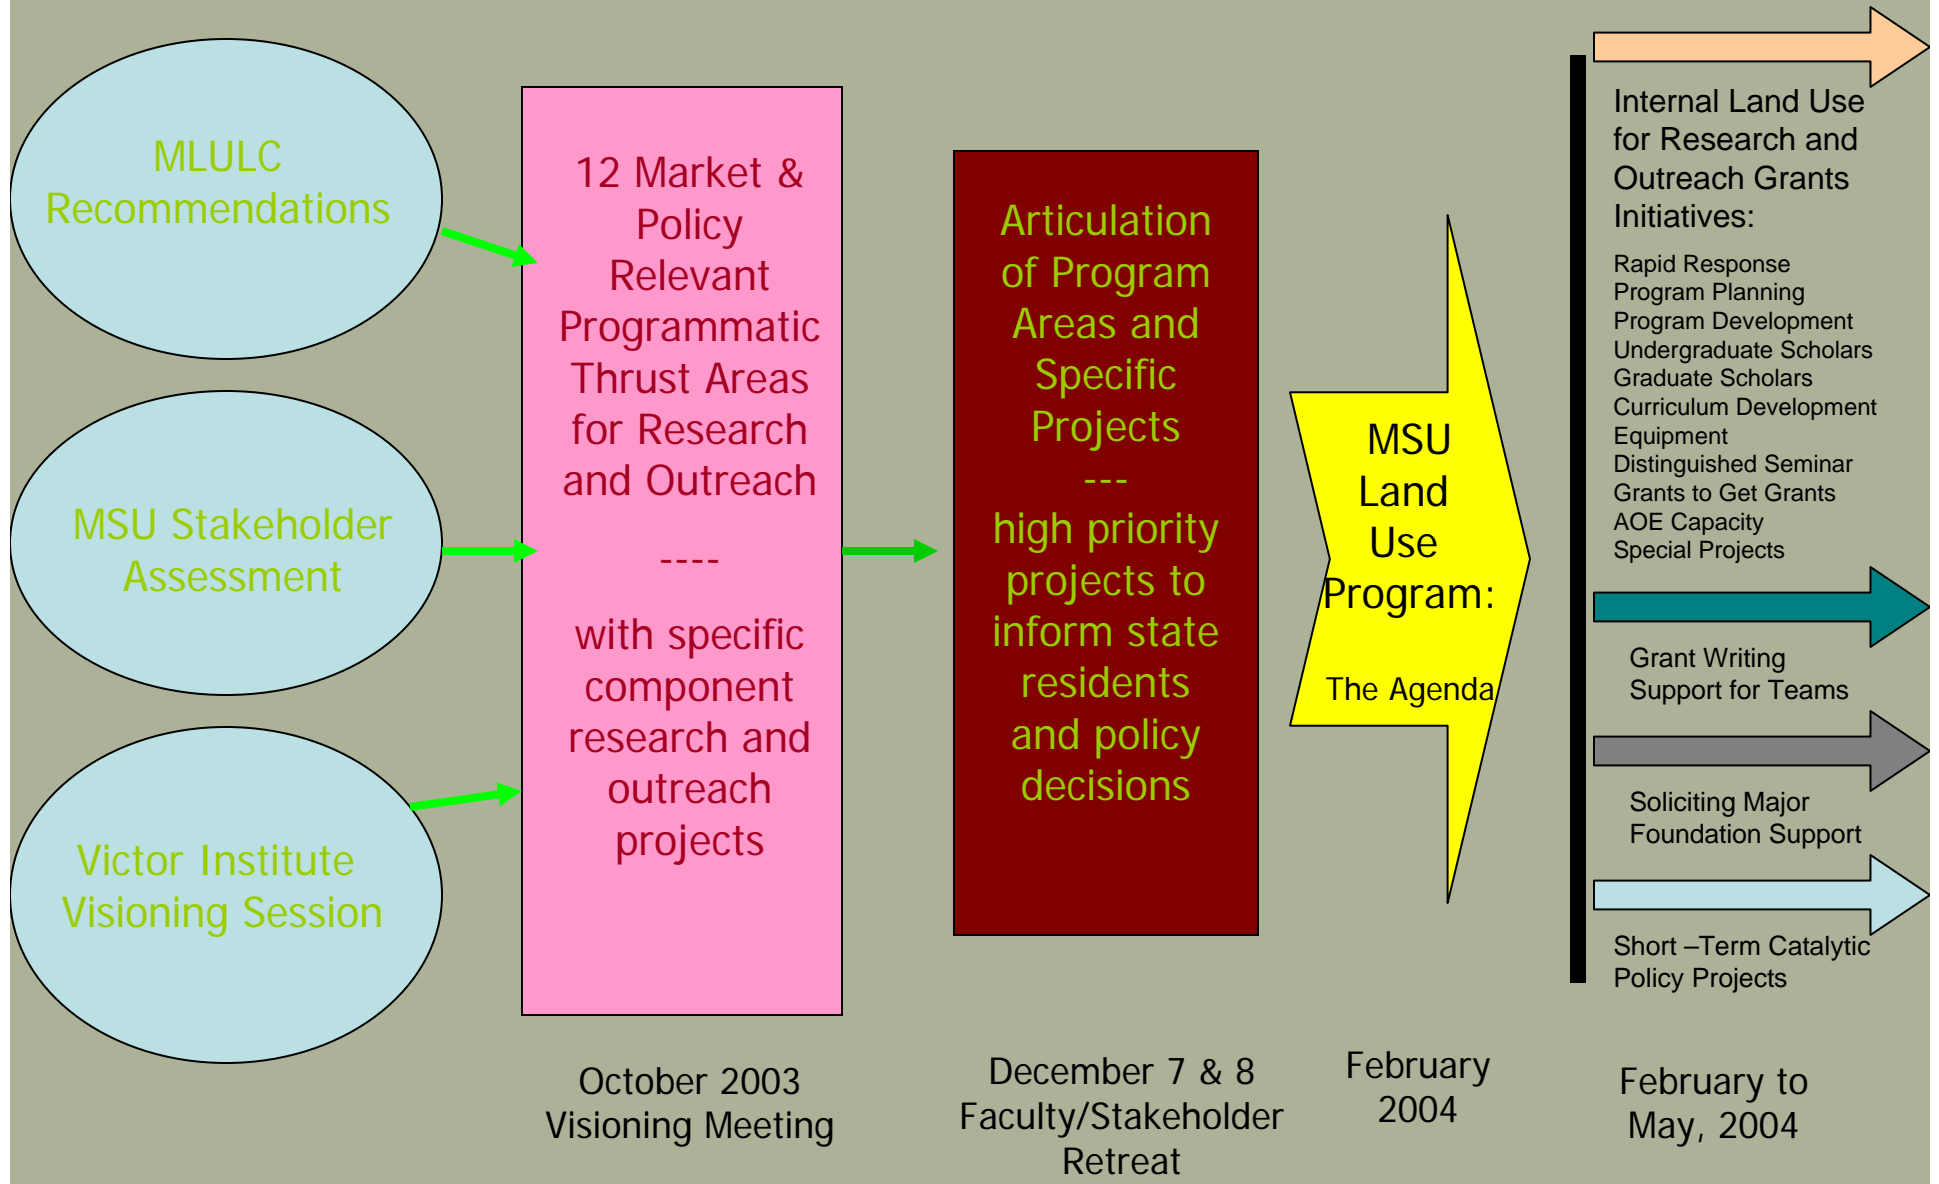 MLULC
Recommendations
MSU Stakeholder
Assessment
Victor Institute
Visioning Session
12 Market &
Policy
Relevant
Programmatic
Thrust Areas
for Research
and Outreach
----
with specific
component
research and
outreach
projects
October 2003
Visioning Meeting
Articulation
of Program
Areas and
Specific
Projects
---
high priority
projects to
inform state
residents
and policy
decisions
December 7 & 8
Faculty/Stakeholder
Retreat
MSU
Land
Use
Program:
The Agenda
February
2004
Internal Land Use
for Research and
Outreach Grants
Initiatives:
Rapid Response
Program Planning
Program Development
Undergraduate Scholars
Graduate Scholars
Curriculum Development
Equipment
Distinguished Seminar
Grants to Get Grants
AOE Capacity
Special Projects
Grant Writing
Support for Teams
Soliciting Major
Foundation Support
Short –Term Catalytic
Policy Projects
February to
May, 2004